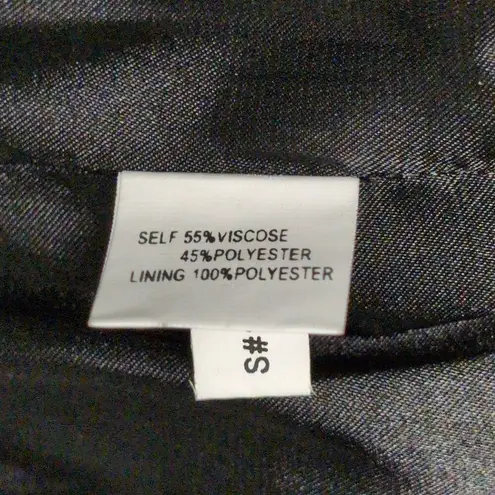 SELF 55%VISCOSE
45%POLYESTER
LINING 100%POLYESTER
S#